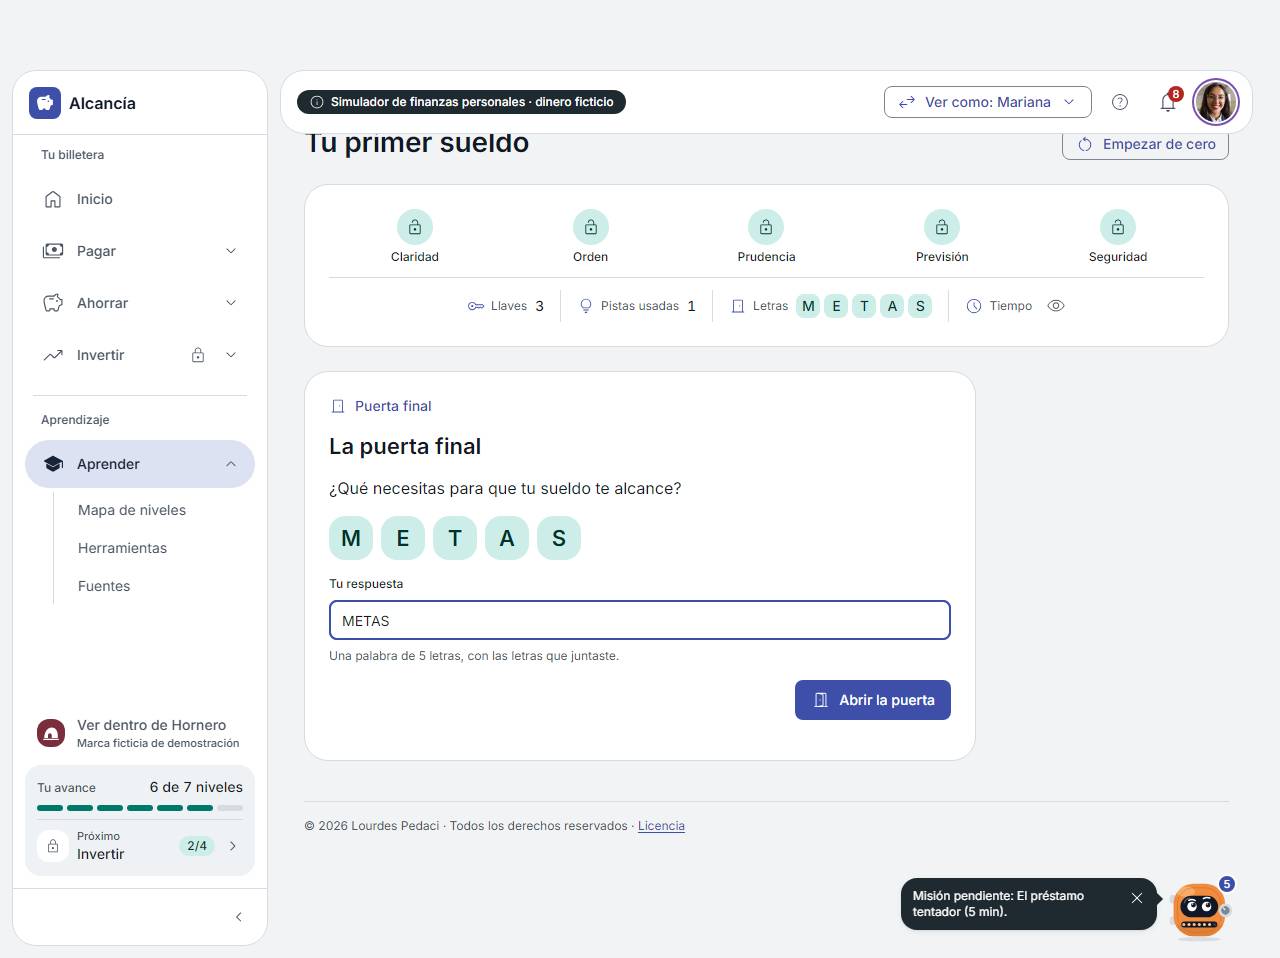 Alcancía
Simulador de finanzas personales · dinero ficticio
Ver como: Mariana
8
Tu billetera
Inicio
Pagar
Ahorrar
Invertir
Aprendizaje
Aprender
Mapa de niveles
Herramientas
Fuentes
Ver dentro de Hornero
Marca ficticia de demostración
Tu avance
6 de 7 niveles
Próximo
Invertir
2/4
Tu primer sueldo
Empezar de cero
Claridad
Orden
Prudencia
Previsión
Seguridad
Llaves 3
Pistas usadas 1
Letras M E T A S
Tiempo
Puerta final
La puerta final
¿Qué necesitas para que tu sueldo te alcance?
M E T A S
Tu respuesta
METAS
Una palabra de 5 letras, con las letras que juntaste.
Abrir la puerta
© 2026 Lourdes Pedaci · Todos los derechos reservados · Licencia
Misión pendiente: El préstamo
tentador (5 min).
5